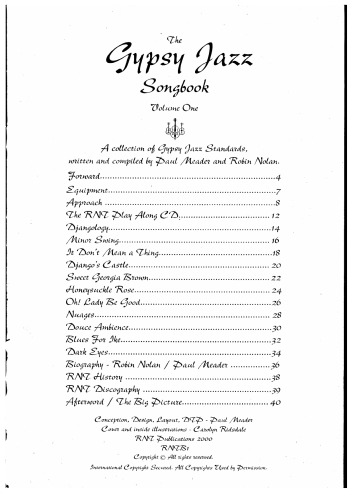 The
Gypsy Jazz
Songbook
Volume One
A collection of Gypsy Jazz Standards,
written and compiled by Paul Meader and Robin Nolan.
Forward....................................................4
Equipment..................................................7
Approach ..................................................8
The RNT Play Along CD.......................... 12
Djangology................................................14
Minor Swing.............................................. 16
It Don't Mean a Thing..................................18
Django's Castle.......................................... 20
Sweet Georgia Brown...................................22
Honeysuckle Rose....................................... 24
Oh! Lady Be Good......................................26
Nuages..................................................... 28
Douce Ambience.........................................30
Blues For Ike.............................................32
Dark Eyes.................................................34
Biography - Robin Nolan / Paul Meader ..............36
RNT History .............................................38
RNT Discography .......................................39
Afterword / The Big Picture........................... 40
Conception, Design, Layout, DTP - Paul Meader
Cover and inside illustrations - Carolyn Ridsdale
RNT Publications 2000
RNTB1
Copyright © All rights reserved.
International Copyright Secured. All Copyrights Used by Permission.